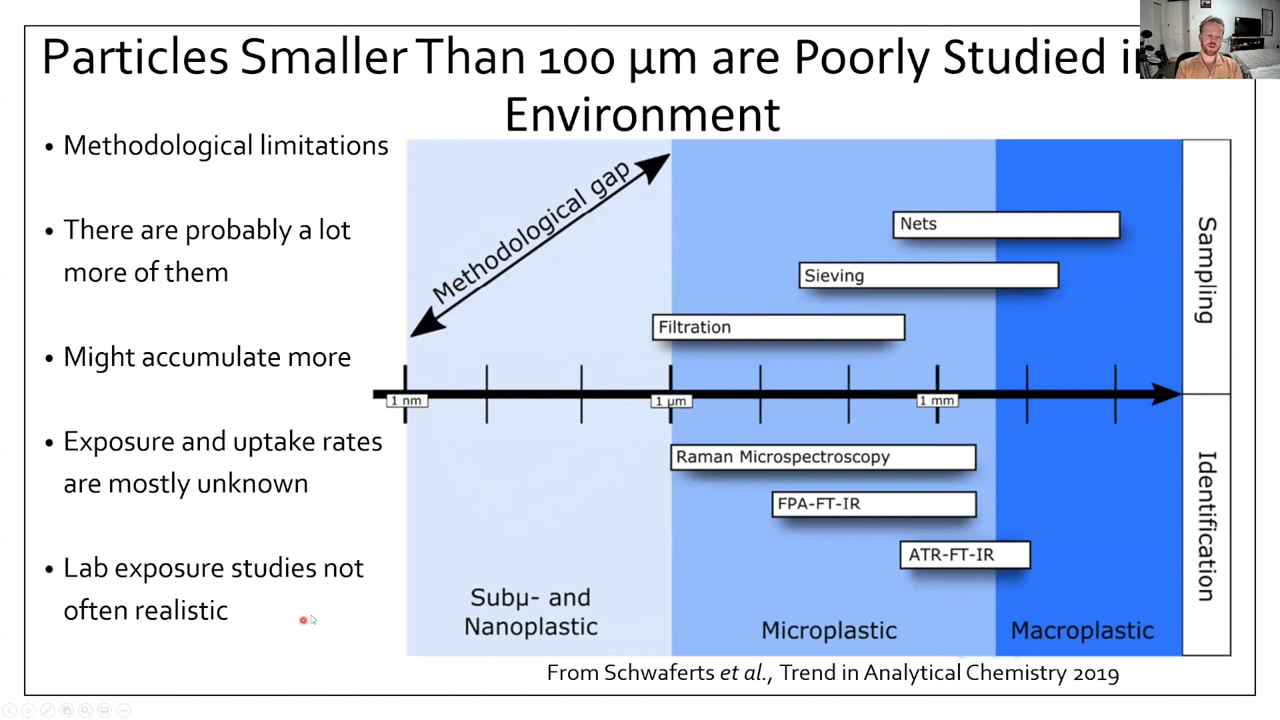 Particles Smaller Than 100 µm are Poorly Studied in
Environment
• Methodological limitations
• There are probably a lot
more of them
• Might accumulate more
• Exposure and uptake rates
are mostly unknown
• Lab exposure studies not
often realistic
Methodological gap
Nets
Sieving
Filtration
Sampling
1 nm
1 µm
1 mm
Raman Microspectroscopy
FPA-FT-IR
ATR-FT-IR
Identification
Subµ- and
Nanoplastic
Microplastic
Macroplastic
From Schwaferts et al., Trend in Analytical Chemistry 2019